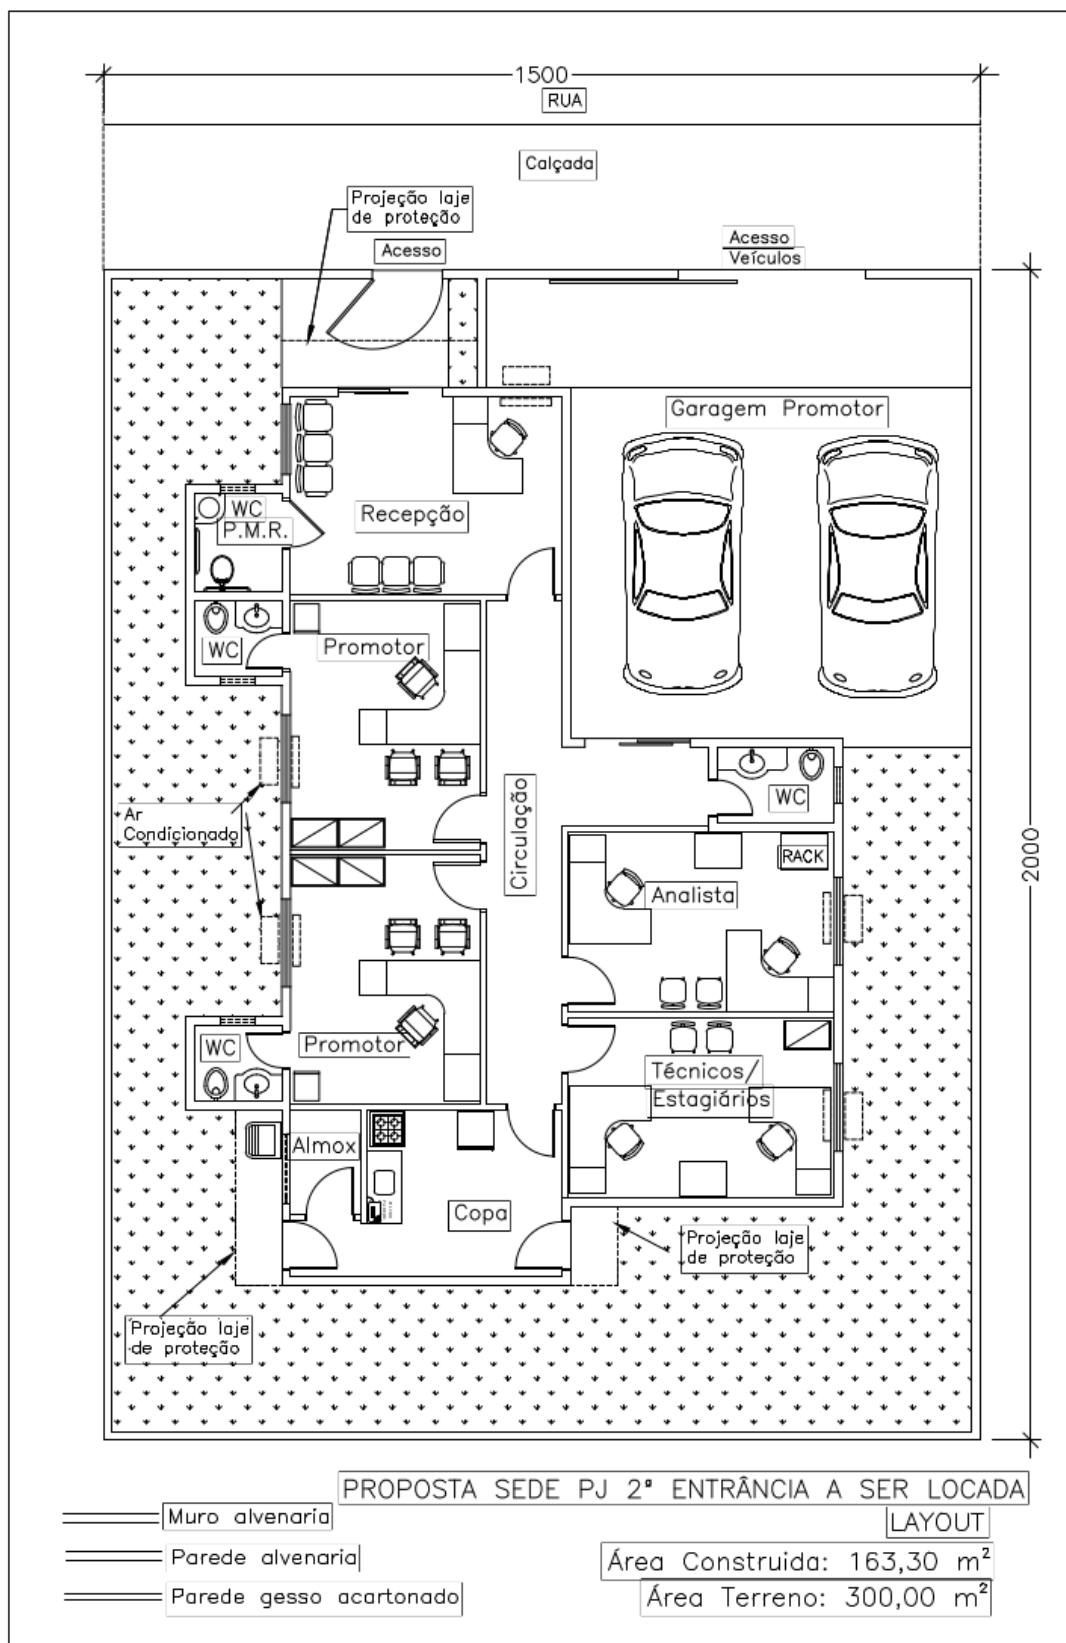 1500
RUA
Calçada
Projeção laje
de proteção
Acesso
Acesso
Veículos
Garagem Promotor
WC
P.M.R.
Recepção
WC
Promotor
Circulação
WC
Ar
Condicionado
RACK
Analista
2000
WC
Promotor
Técnicos/
Estagiários
Almox
Copa
Projeção laje
de proteção
Projeção laje
de proteção
PROPOSTA SEDE PJ 2ª ENTRÂNCIA A SER LOCADA
Muro alvenaria
LAYOUT
Parede alvenaria
Área Construida: 163,30 m²
Parede gesso acartonado
Área Terreno: 300,00 m²